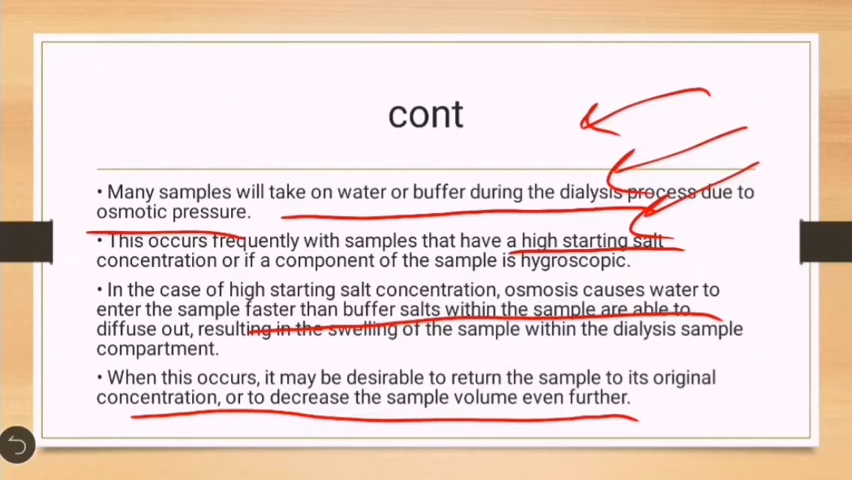 cont
• Many samples will take on water or buffer during the dialysis process due to
osmotic pressure.
• This occurs frequently with samples that have a high starting salt
concentration or if a component of the sample is hygroscopic.
• In the case of high starting salt concentration, osmosis causes water to
enter the sample faster than buffer salts within the sample are able to
diffuse out, resulting in the swelling of the sample within the dialysis sample
compartment.
• When this occurs, it may be desirable to return the sample to its original
concentration, or to decrease the sample volume even further.